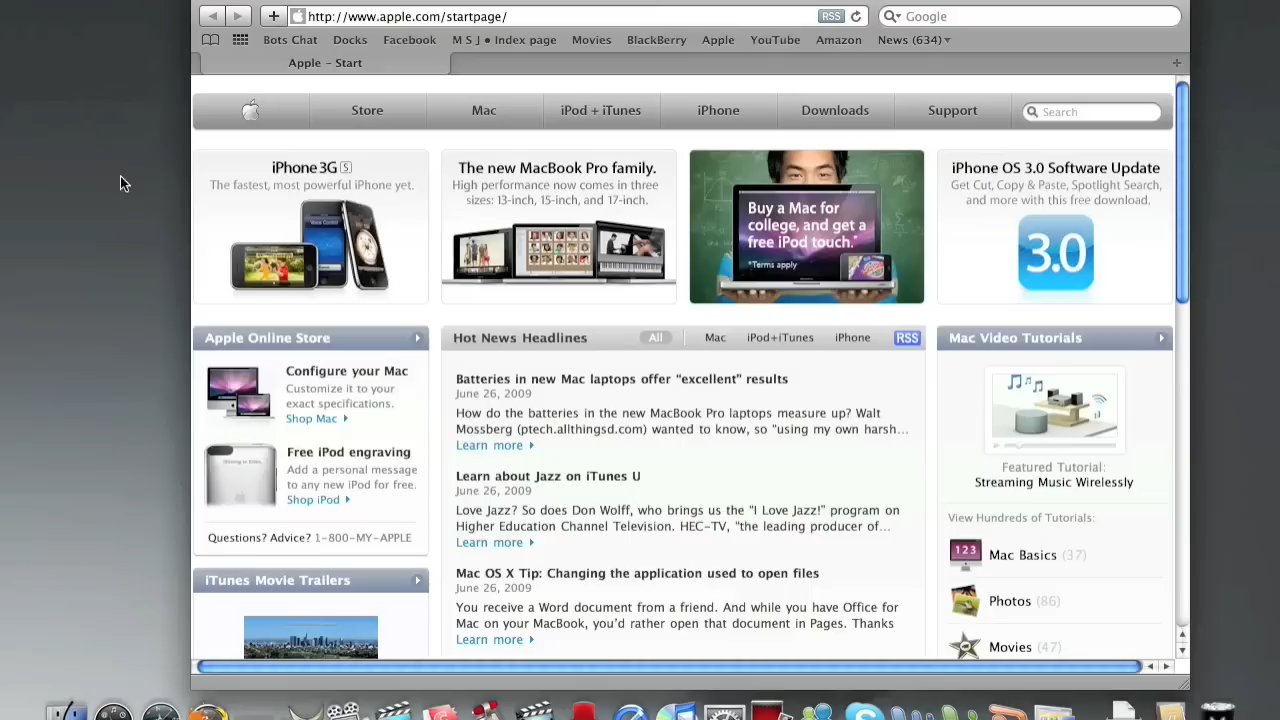 http://www.apple.com/startpage/
RSS
Google
Bots Chat
Docks
Facebook
M S J • Index page
Movies
BlackBerry
Apple
YouTube
Amazon
News (634)
Apple – Start
Store
Mac
iPod + iTunes
iPhone
Downloads
Support
Search
iPhone 3G S
The fastest, most powerful iPhone yet.
The new MacBook Pro family.
High performance now comes in three
sizes: 13-inch, 15-inch, and 17-inch.
Buy a Mac for
college, and get a
free iPod touch.*
*Terms apply
iPhone OS 3.0 Software Update
Get Cut, Copy & Paste, Spotlight Search,
and more with this free download.
3.0
Apple Online Store
Configure your Mac
Customize it to your
exact specifications.
Shop Mac
Free iPod engraving
Add a personal message
to any new iPod for free.
Shop iPod
Questions? Advice? 1-800-MY-APPLE
iTunes Movie Trailers
Hot News Headlines
All
Mac
iPod+iTunes
iPhone
RSS
Batteries in new Mac laptops offer “excellent” results
June 26, 2009
How do the batteries in the new MacBook Pro laptops measure up? Walt
Mossberg (ptech.allthingsd.com) wanted to know, so “using my own harsh…
Learn more
Learn about Jazz on iTunes U
June 26, 2009
Love Jazz? So does Don Wolff, who brings us the “I Love Jazz!” program on
Higher Education Channel Television. HEC-TV, “the leading producer of…
Learn more
Mac OS X Tip: Changing the application used to open files
June 26, 2009
You receive a Word document from a friend. And while you have Office for
Mac on your MacBook, you’d rather open that document in Pages. Thanks
Learn more
Mac Video Tutorials
Featured Tutorial:
Streaming Music Wirelessly
View Hundreds of Tutorials:
123
Mac Basics (37)
Photos (86)
Movies (47)